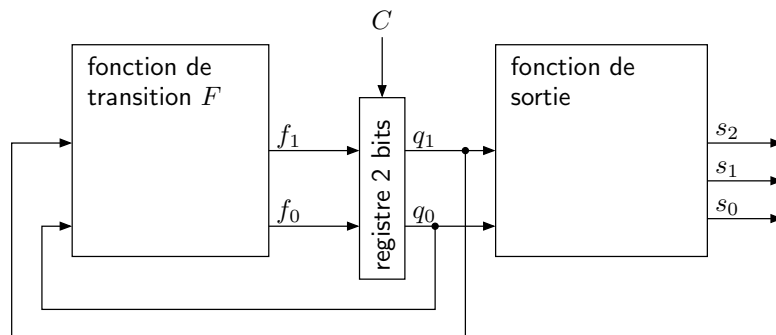 C
fonction de
transition F
f₁
f₀
registre 2 bits
q₁
q₀
fonction de
sortie
s₂
s₁
s₀